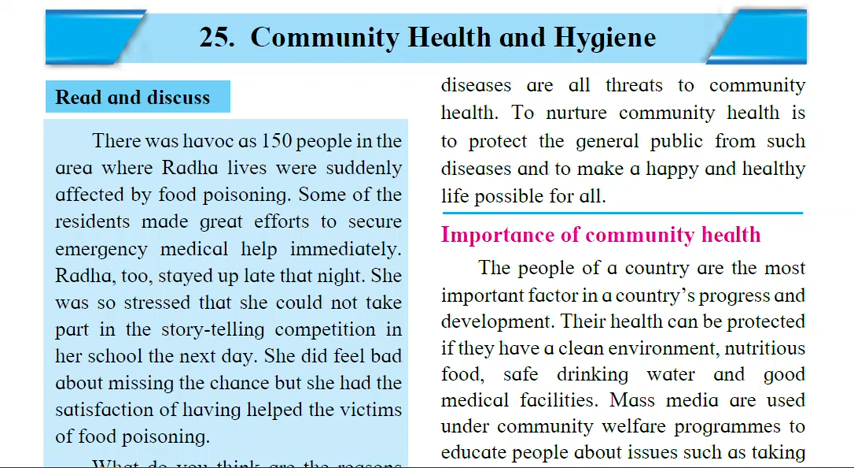 25. Community Health and Hygiene
Read and discuss
There was havoc as 150 people in the
area where Radha lives were suddenly
affected by food poisoning. Some of the
residents made great efforts to secure
emergency medical help immediately.
Radha, too, stayed up late that night. She
was so stressed that she could not take
part in the story-telling competition in
her school the next day. She did feel bad
about missing the chance but she had the
satisfaction of having helped the victims
of food poisoning.
What do you think are the reasons
diseases are all threats to community
health. To nurture community health is
to protect the general public from such
diseases and to make a happy and healthy
life possible for all.
Importance of community health
The people of a country are the most
important factor in a country's progress and
development. Their health can be protected
if they have a clean environment, nutritious
food, safe drinking water and good
medical facilities. Mass media are used
under community welfare programmes to
educate people about issues such as taking